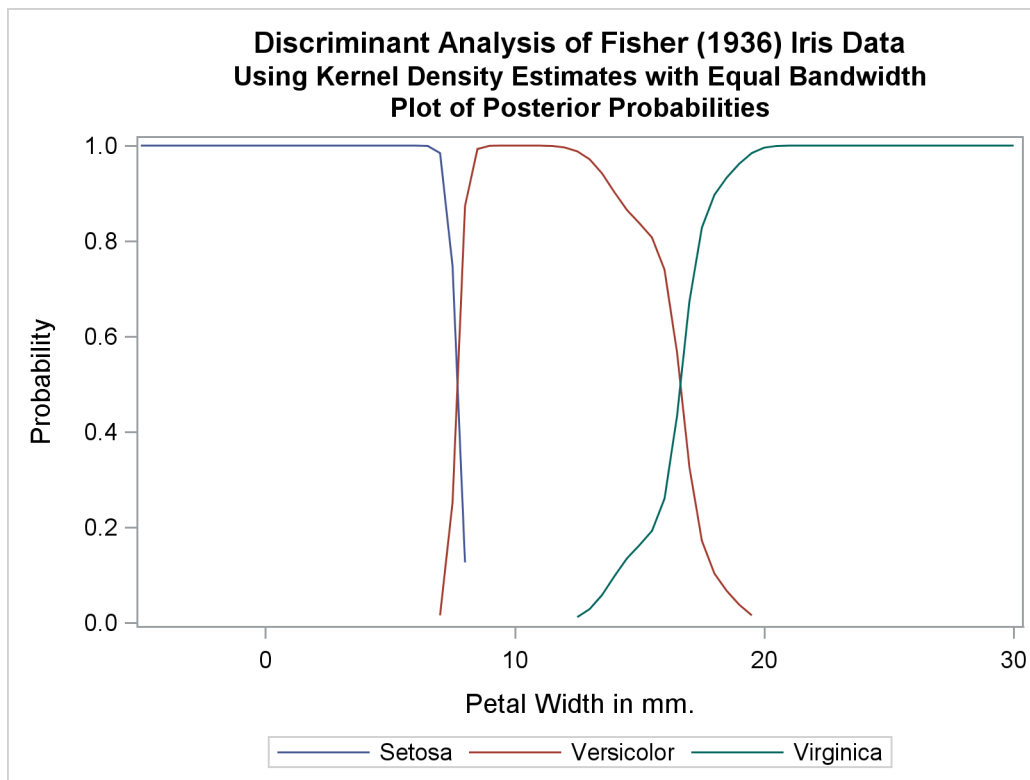 Discriminant Analysis of Fisher (1936) Iris Data
Using Kernel Density Estimates with Equal Bandwidth
Plot of Posterior Probabilities
1.0
0.8
0.6
0.4
0.2
0.0
Probability
0 10 20 30
Petal Width in mm.
Setosa Versicolor Virginica